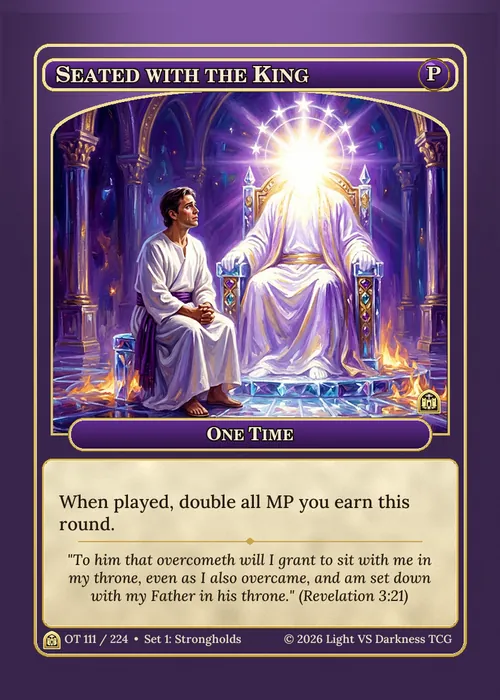 SEATED WITH THE KING
P
ONE TIME
When played, double all MP you earn this
round.
"To him that overcometh will I grant to sit with me in
my throne, even as I also overcame, and am set down
with my Father in his throne." (Revelation 3:21)
OT 111 / 224 • Set 1: Strongholds © 2026 Light VS Darkness TCG